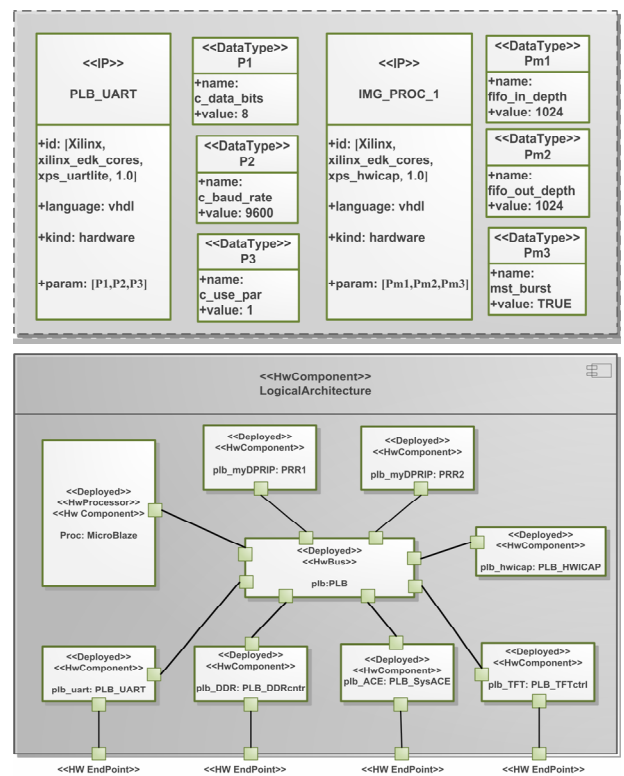 <<IP>>
PLB_UART
+id: |Xilinx,
xilinx_edk_cores,
xps_uartlite, 1.0|
+language: vhdl
+kind: hardware
+param: [P1,P2,P3]
<<DataType>>
P1
+name:
c_data_bits
+value: 8
<<DataType>>
P2
+name:
c_baud_rate
+value: 9600
<<DataType>>
P3
+name:
c_use_par
+value: 1
<<IP>>
IMG_PROC_1
+id: |Xilinx,
xilinx_edk_cores,
xps_hwicap, 1.0|
+language: vhdl
+kind: hardware
+param: [Pm1,Pm2,Pm3]
<<DataType>>
Pm1
+name:
fifo_in_depth
+value: 1024
<<DataType>>
Pm2
+name:
fifo_out_depth
+value: 1024
<<DataType>>
Pm3
+name:
mst_burst
+value: TRUE
<<HwComponent>>
LogicalArchitecture
<<Deployed>>
<<HwComponent>>
plb_myDPRIP: PRR1
<<Deployed>>
<<HwComponent>>
plb_myDPRIP: PRR2
<<Deployed>>
<<HwProcessor>>
<<Hw Component>>
Proc: MicroBlaze
<<Deployed>>
<<HwBus>>
plb:PLB
<<Deployed>>
<<HwComponent>>
plb_hwicap: PLB_HWICAP
<<Deployed>>
<<HwComponent>>
plb_uart: PLB_UART
<<Deployed>>
<<HwComponent>>
plb_DDR: PLB_DDRcntr
<<Deployed>>
<<HwComponent>>
plb_ACE: PLB_SysACE
<<Deployed>>
<<HwComponent>>
plb_TFT: PLB_TFTctrl
<<HW EndPoint>>
<<HW EndPoint>>
<<HW EndPoint>>
<<HW EndPoint>>